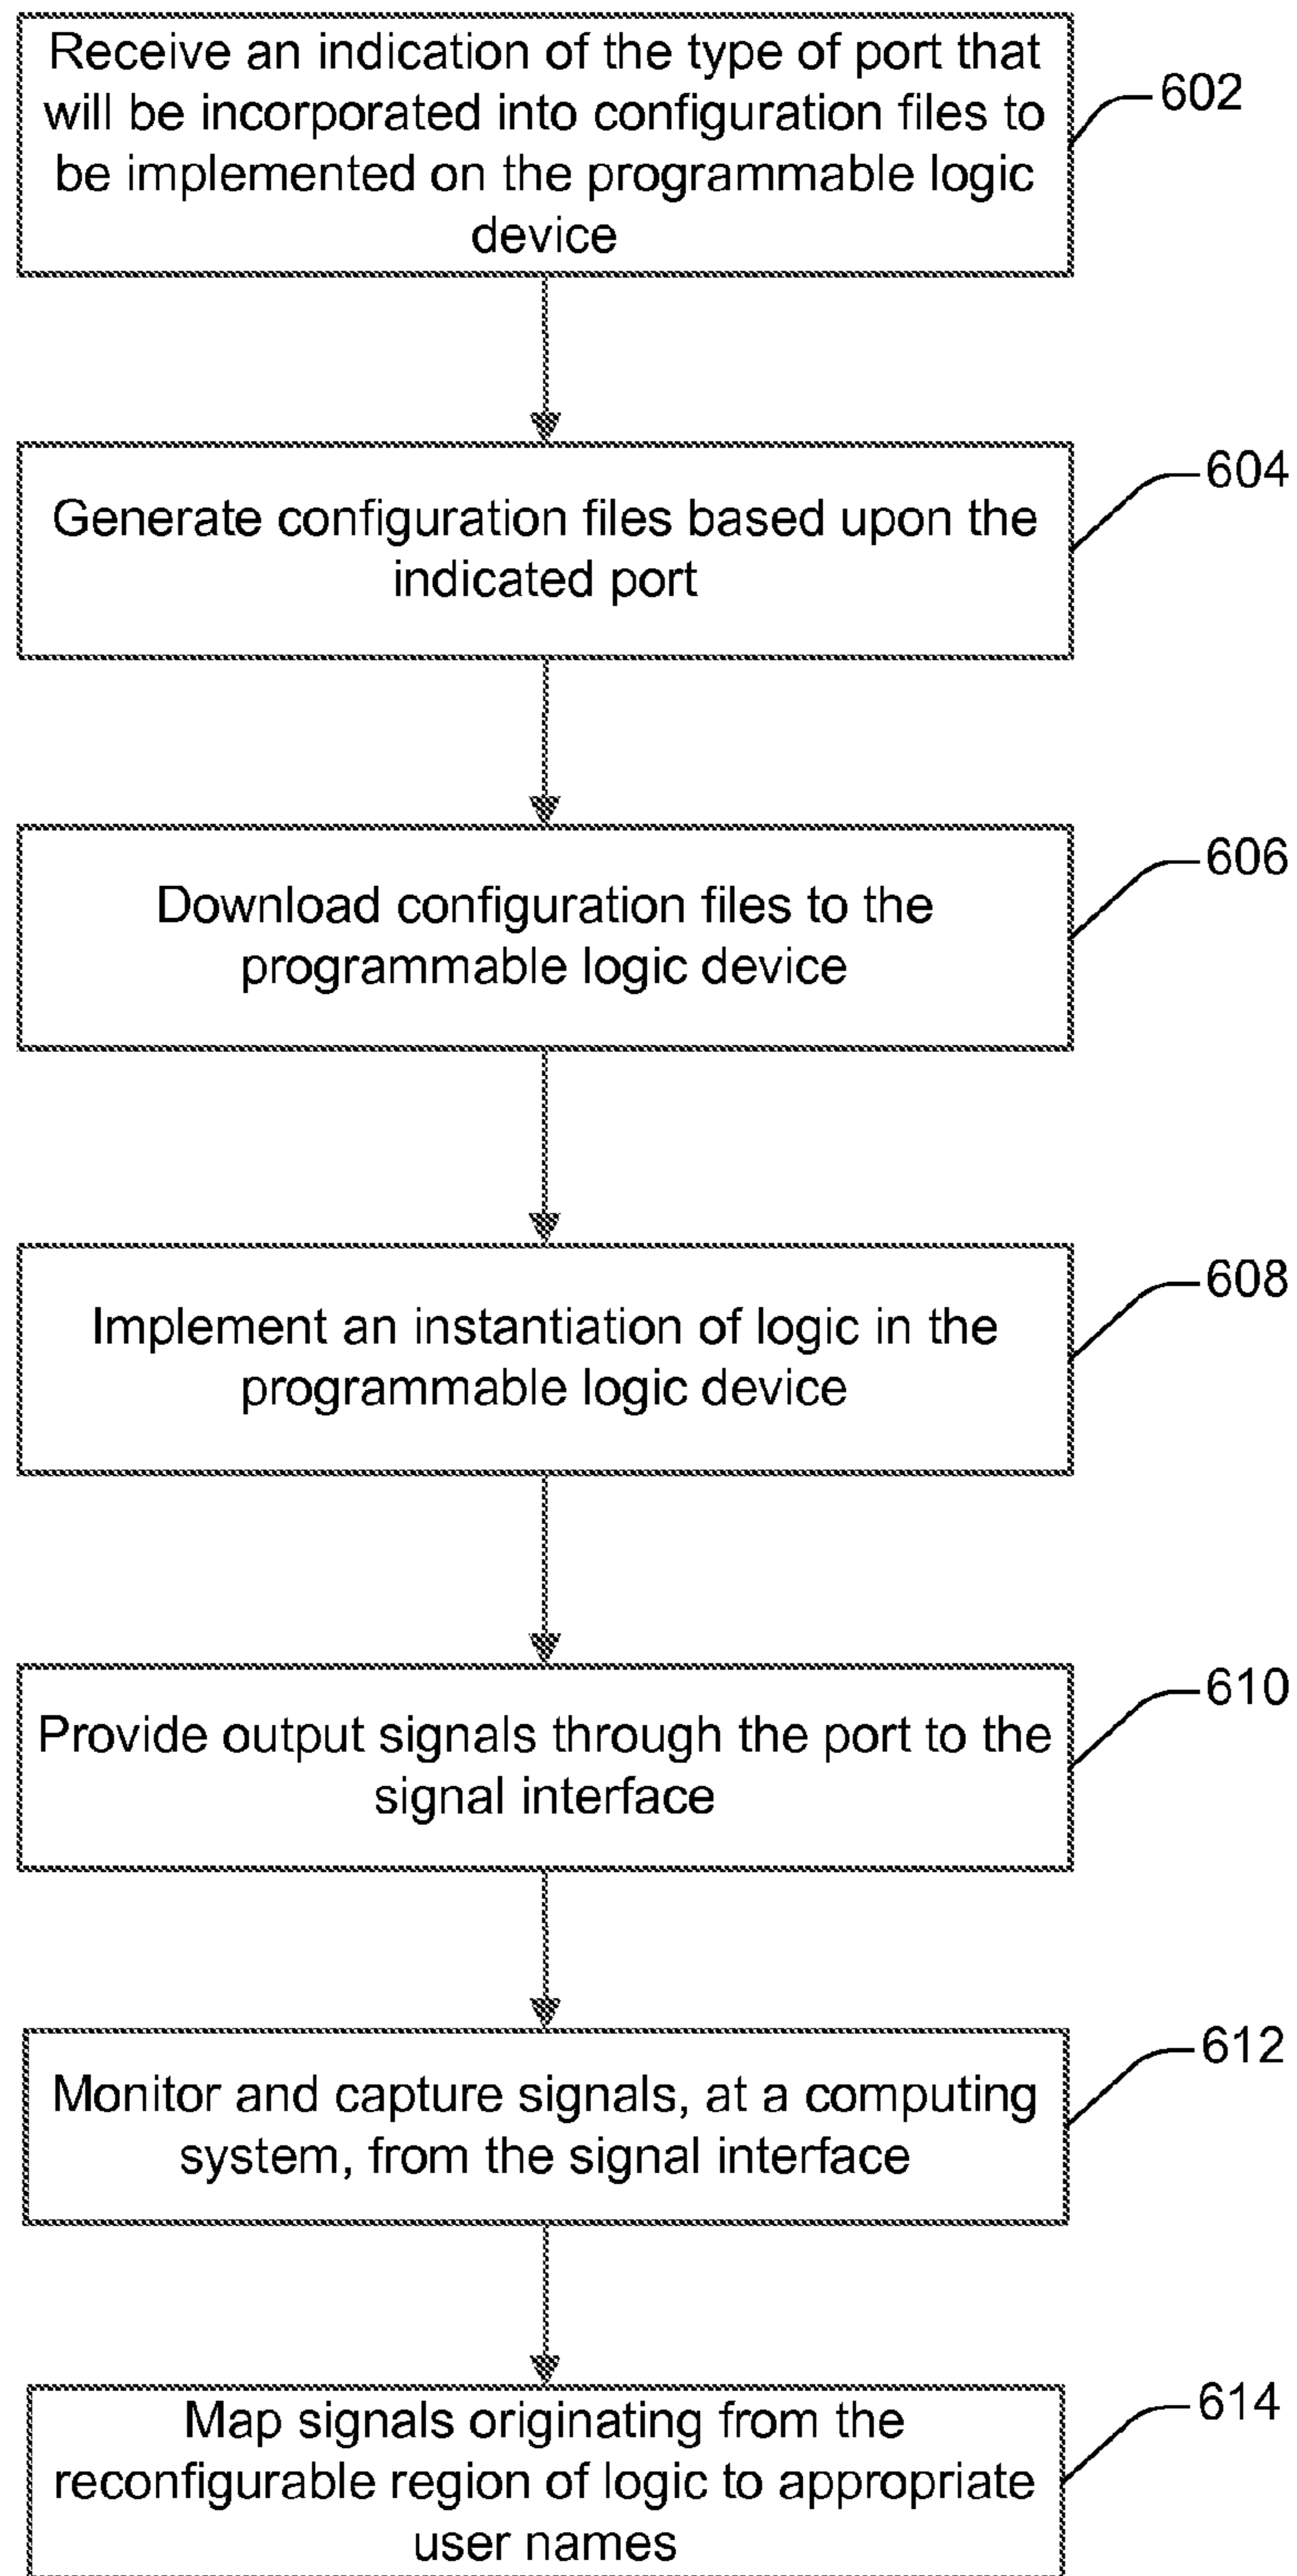 Receive an indication of the type of port that
will be incorporated into configuration files to
be implemented on the programmable logic
device
602
Generate configuration files based upon the
indicated port
604
Download configuration files to the
programmable logic device
606
Implement an instantiation of logic in the
programmable logic device
608
Provide output signals through the port to the
signal interface
610
Monitor and capture signals, at a computing
system, from the signal interface
612
Map signals originating from the
reconfigurable region of logic to appropriate
user names
614